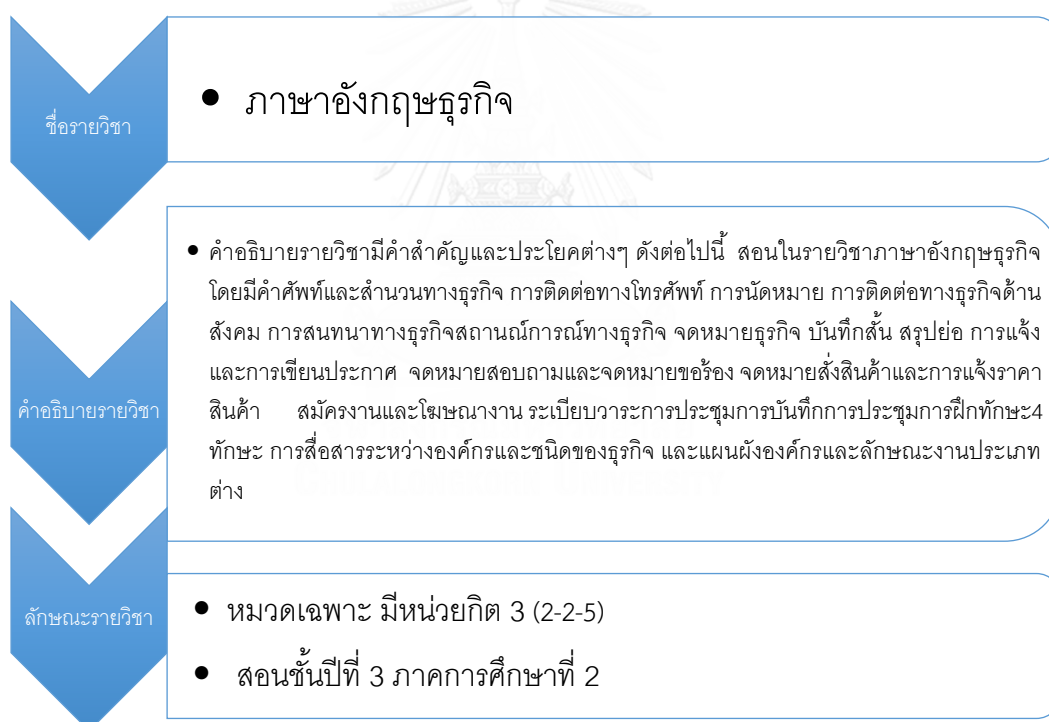 ชื่อรายวิชา
• ภาษาอังกฤษธุรกิจ
คำอธิบายรายวิชา
• คำอธิบายรายวิชามีคำสำคัญและประโยคต่างๆ ดังต่อไปนี้ สอนในรายวิชาภาษาอังกฤษธุรกิจ
โดยมีคำศัพท์และสำนวนทางธุรกิจ การติดต่อทางโทรศัพท์ การนัดหมาย การติดต่อทางธุรกิจด้าน
สังคม การสนทนาทางธุรกิจสถานณ์การณ์ทางธุรกิจ จดหมายธุรกิจ บันทึกสั้น สรุปย่อ การแจ้ง
และการเขียนประกาศ จดหมายสอบถามและจดหมายขอร้อง จดหมายสั่งสินค้าและการแจ้งราคา
สินค้า สมัครงานและโฆษณางาน ระเบียบวาระการประชุมการบันทึกการประชุมการฝึกทักษะ4
ทักษะ การสื่อสารระหว่างองค์กรและชนิดของธุรกิจ และแผนผังองค์กรและลักษณะงานประเภท
ต่าง
ลักษณะรายวิชา
• หมวดเฉพาะ มีหน่วยกิต 3 (2-2-5)
• สอนชั้นปีที่ 3 ภาคการศึกษาที่ 2